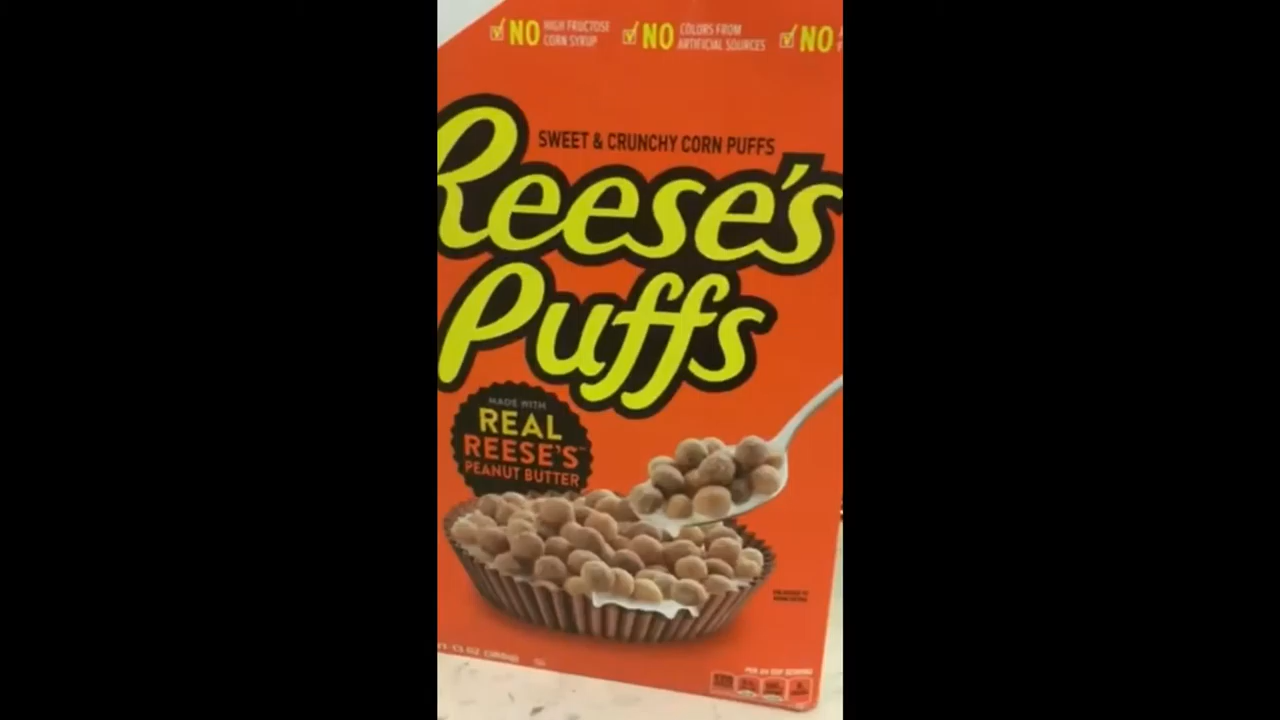 NO HIGH FRUCTOSE CORN SYRUP
NO COLORS FROM ARTIFICIAL SOURCES
NO
SWEET & CRUNCHY CORN PUFFS
Reese's
Puffs
MADE WITH
REAL
REESE'S™
PEANUT BUTTER